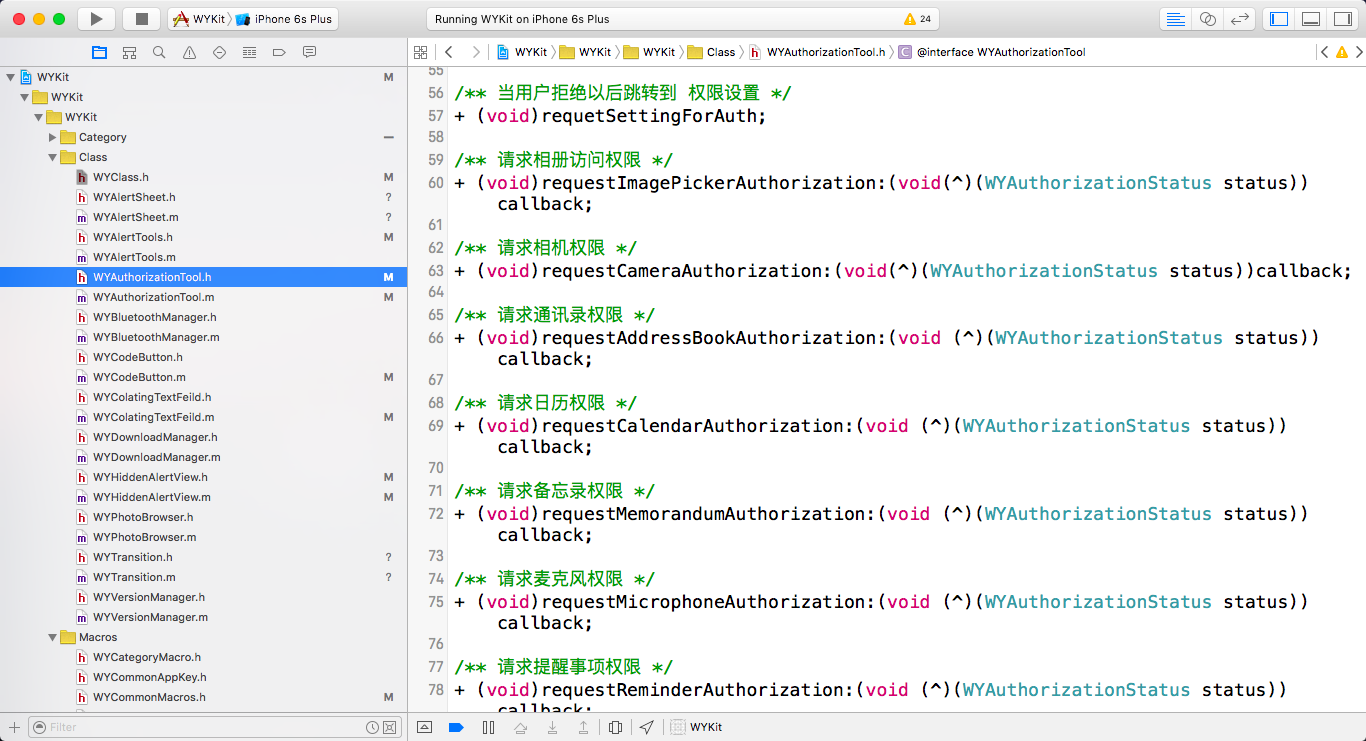 WYKit
iPhone 6s Plus
Running WYKit on iPhone 6s Plus
24
WYKit
WYKit
WYKit
Class
WYAuthorizationTool.h
@interface WYAuthorizationTool
WYKit M
WYKit
WYKit
Category
Class
WYClass.h M
WYAlertSheet.h ?
WYAlertSheet.m ?
WYAlertTools.h M
WYAlertTools.m
WYAuthorizationTool.h M
WYAuthorizationTool.m M
WYBluetoothManager.h
WYBluetoothManager.m
WYCodeButton.h
WYCodeButton.m M
WYColatingTextFeild.h
WYColatingTextFeild.m M
WYDownloadManager.h
WYDownloadManager.m
WYHiddenAlertView.h M
WYHiddenAlertView.m M
WYPhotoBrowser.h
WYPhotoBrowser.m
WYTransition.h ?
WYTransition.m ?
WYVersionManager.h
WYVersionManager.m
Macros
WYCategoryMacro.h
WYCommonAppKey.h
WYCommonMacros.h M
Filter
55
56 /** 当用户拒绝以后跳转到 权限设置 */
57 + (void)requetSettingForAuth;
58
59 /** 请求相册访问权限 */
60 + (void)requestImagePickerAuthorization:(void(^)(WYAuthorizationStatus status))
callback;
61
62 /** 请求相机权限 */
63 + (void)requestCameraAuthorization:(void(^)(WYAuthorizationStatus status))callback;
64
65 /** 请求通讯录权限 */
66 + (void)requestAddressBookAuthorization:(void (^)(WYAuthorizationStatus status))
callback;
67
68 /** 请求日历权限 */
69 + (void)requestCalendarAuthorization:(void (^)(WYAuthorizationStatus status))
callback;
70
71 /** 请求备忘录权限 */
72 + (void)requestMemorandumAuthorization:(void (^)(WYAuthorizationStatus status))
callback;
73
74 /** 请求麦克风权限 */
75 + (void)requestMicrophoneAuthorization:(void (^)(WYAuthorizationStatus status))
callback;
76
77 /** 请求提醒事项权限 */
78 + (void)requestReminderAuthorization:(void (^)(WYAuthorizationStatus status))
callback;
WYKit